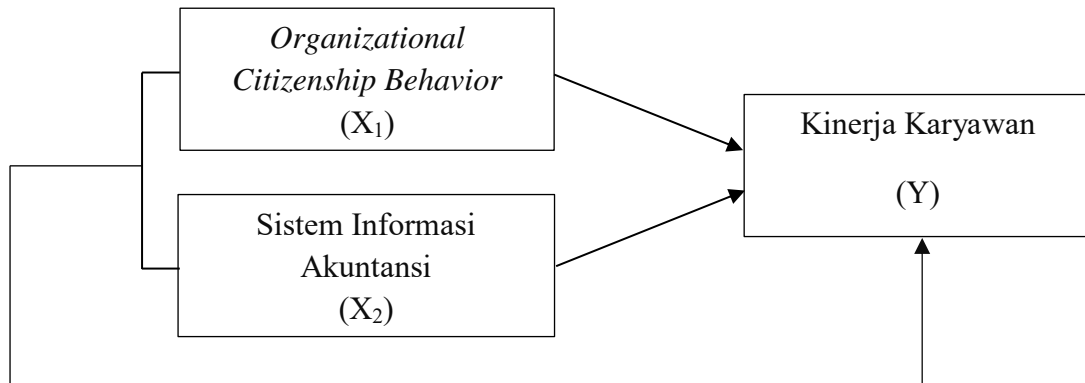 Organizational
Citizenship Behavior
(X₁)
Kinerja Karyawan
(Y)
Sistem Informasi
Akuntansi
(X₂)